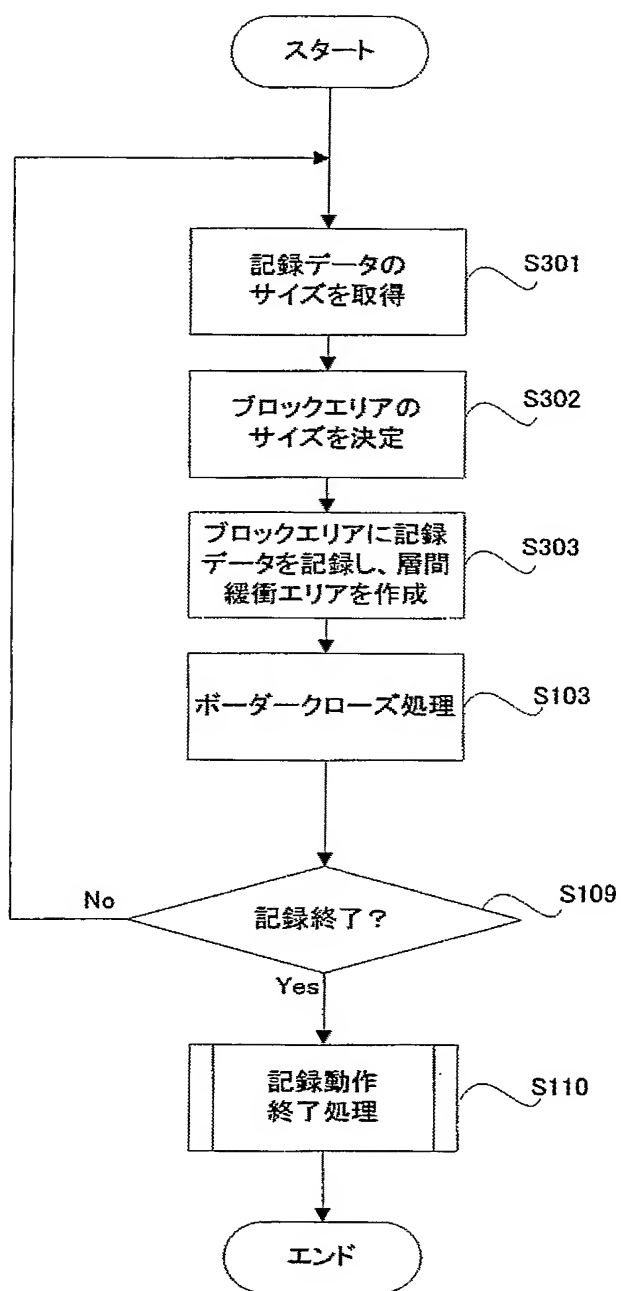 スタート
記録データの
サイズを取得
S301
ブロックエリアの
サイズを決定
S302
ブロックエリアに記録
データを記録し、層間
緩衝エリアを作成
S303
ボーダークローズ処理
S103
記録終了？
S109
No
Yes
記録動作
終了処理
S110
エンド